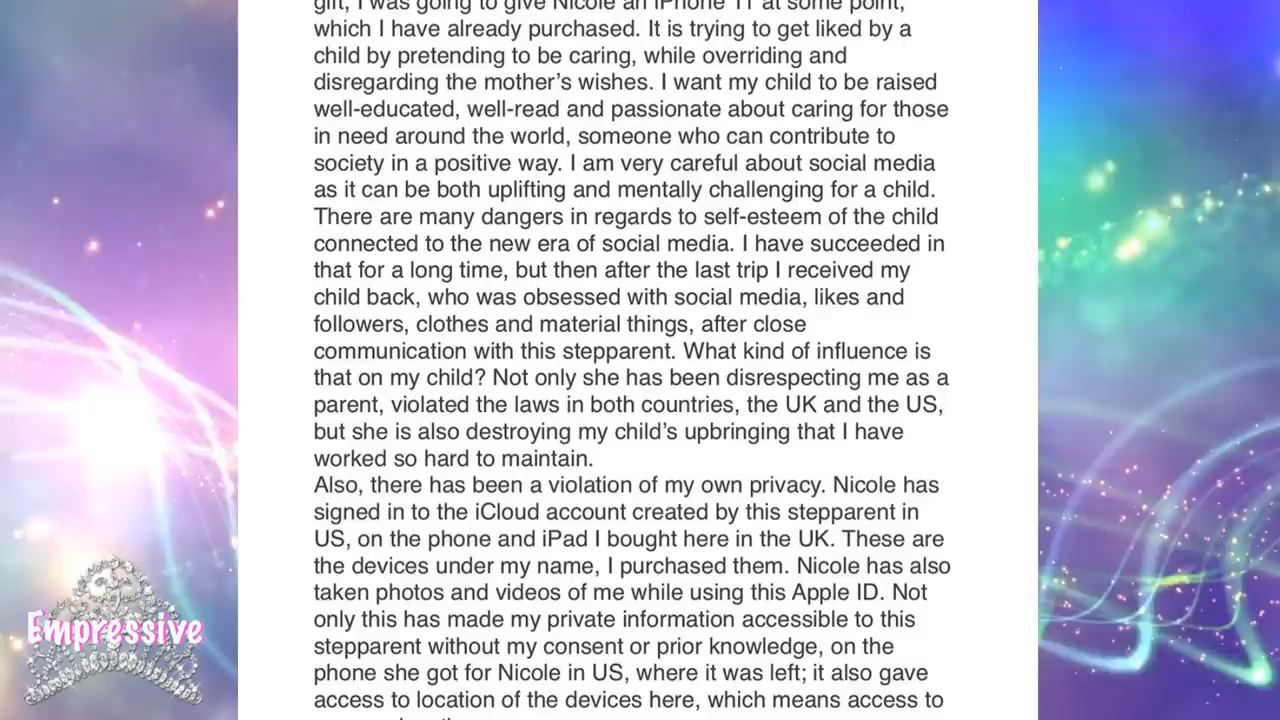 gift, I was going to give Nicole an iPhone 11 at some point,
which I have already purchased. It is trying to get liked by a
child by pretending to be caring, while overriding and
disregarding the mother’s wishes. I want my child to be raised
well-educated, well-read and passionate about caring for those
in need around the world, someone who can contribute to
society in a positive way. I am very careful about social media
as it can be both uplifting and mentally challenging for a child.
There are many dangers in regards to self-esteem of the child
connected to the new era of social media. I have succeeded in
that for a long time, but then after the last trip I received my
child back, who was obsessed with social media, likes and
followers, clothes and material things, after close
communication with this stepparent. What kind of influence is
that on my child? Not only she has been disrespecting me as a
parent, violated the laws in both countries, the UK and the US,
but she is also destroying my child’s upbringing that I have
worked so hard to maintain.
Also, there has been a violation of my own privacy. Nicole has
signed in to the iCloud account created by this stepparent in
US, on the phone and iPad I bought here in the UK. These are
the devices under my name, I purchased them. Nicole has also
taken photos and videos of me while using this Apple ID. Not
only this has made my private information accessible to this
stepparent without my consent or prior knowledge, on the
phone she got for Nicole in US, where it was left; it also gave
access to location of the devices here, which means access to
Empressive